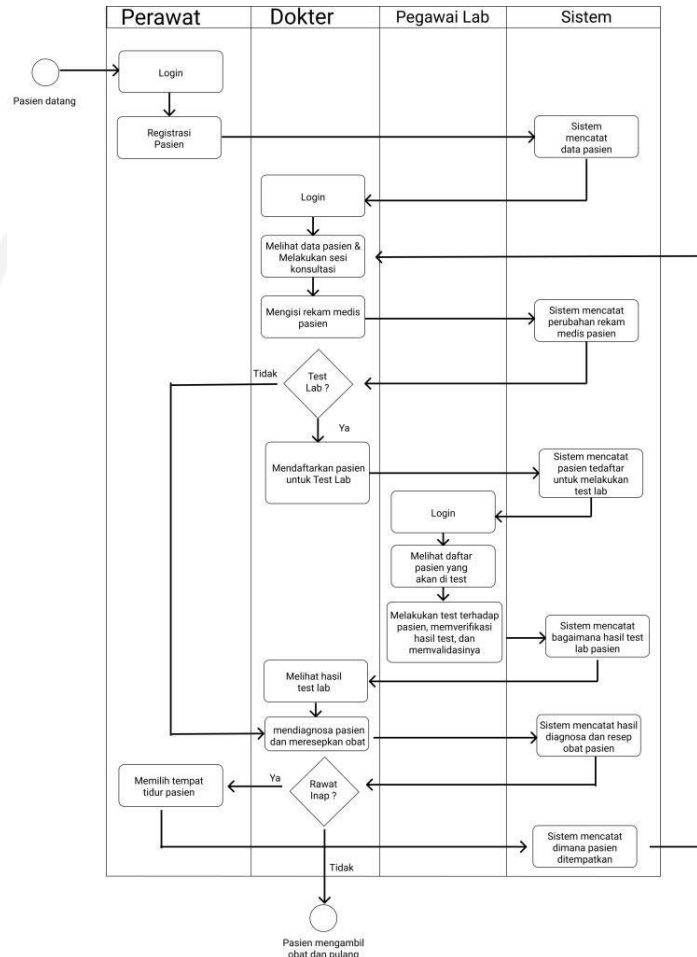 Perawat
Dokter
Pegawai Lab
Sistem
Pasien datang
Login
Registrasi
Pasien
Sistem
mencatat
data pasien
Login
Melihat data pasien &
Melakukan sesi
konsultasi
Mengisi rekam medis
pasien
Sistem mencatat
perubahan rekam
medis pasien
Tidak
Test
Lab ?
Ya
Mendaftarkan pasien
untuk Test Lab
Sistem mencatat
pasien tedaftar
untuk melakukan
test lab
Login
Melihat daftar
pasien yang
akan di test
Melakukan test terhadap
pasien, memverifikasi
hasil test, dan
memvalidasinya
Sistem mencatat
bagaimana hasil test
lab pasien
Melihat hasil
test lab
mendiagnosa pasien
dan meresepkan obat
Sistem mencatat hasil
diagnosa dan resep
obat pasien
Memilih tempat
tidur pasien
Ya
Rawat
Inap ?
Sistem mencatat
dimana pasien
ditempatkan
Tidak
Pasien mengambil
obat dan pulang